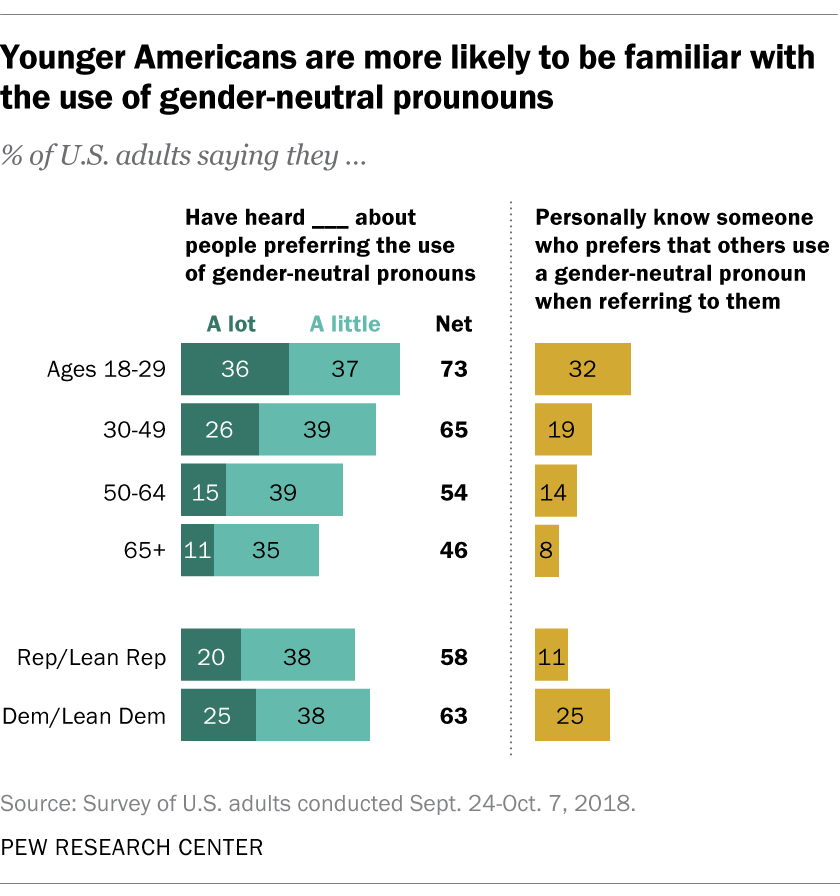 Younger Americans are more likely to be familiar with
the use of gender-neutral prounouns
% of U.S. adults saying they ...
Have heard ___ about
people preferring the use
of gender-neutral pronouns
Personally know someone
who prefers that others use
a gender-neutral pronoun
when referring to them
A lot A little Net
Ages 18-29 36 37 73 32
30-49 26 39 65 19
50-64 15 39 54 14
65+ 11 35 46 8
Rep/Lean Rep 20 38 58 11
Dem/Lean Dem 25 38 63 25
Source: Survey of U.S. adults conducted Sept. 24-Oct. 7, 2018.
PEW RESEARCH CENTER